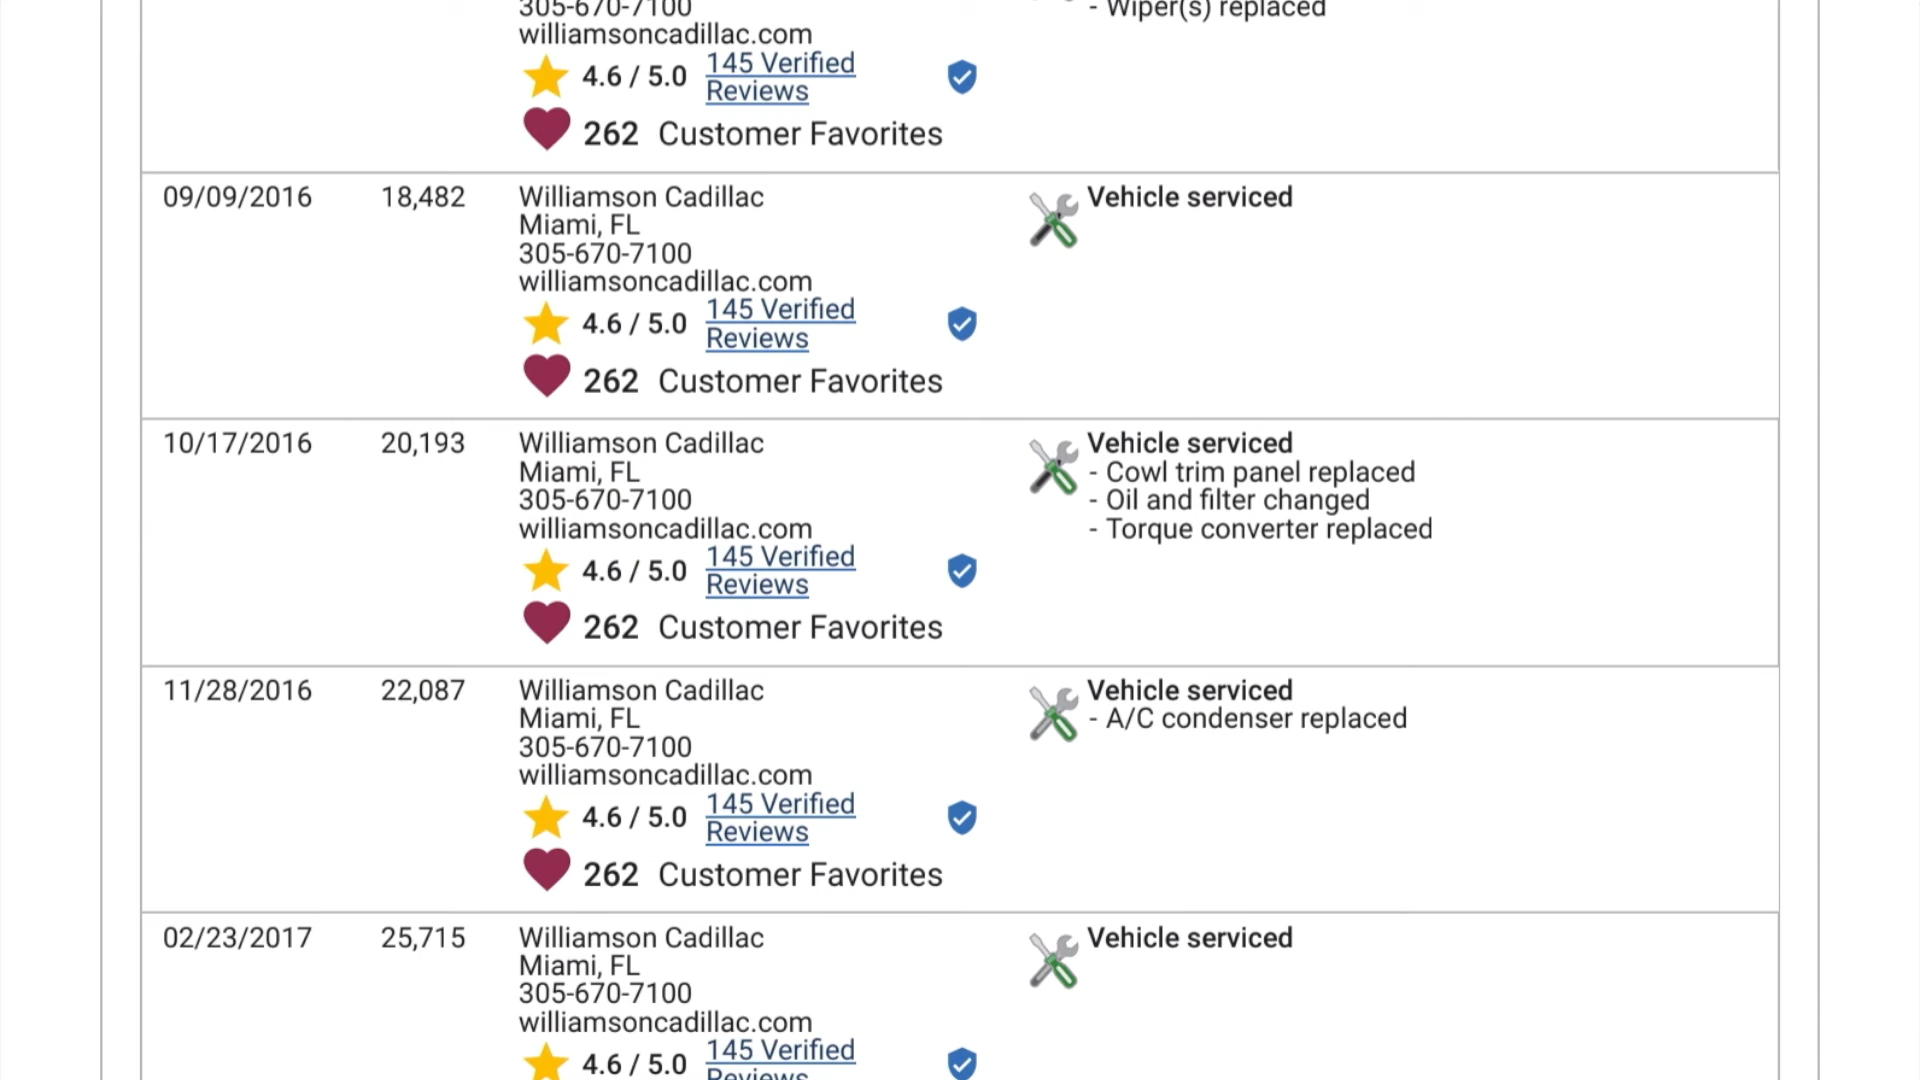 305-670-7100
- Wiper(s) replaced
williamsoncadillac.com
4.6 / 5.0 145 Verified
Reviews
262 Customer Favorites
09/09/2016 18,482 Williamson Cadillac Vehicle serviced
Miami, FL
305-670-7100
williamsoncadillac.com
4.6 / 5.0 145 Verified
Reviews
262 Customer Favorites
10/17/2016 20,193 Williamson Cadillac Vehicle serviced
Miami, FL - Cowl trim panel replaced
305-670-7100 - Oil and filter changed
williamsoncadillac.com - Torque converter replaced
4.6 / 5.0 145 Verified
Reviews
262 Customer Favorites
11/28/2016 22,087 Williamson Cadillac Vehicle serviced
Miami, FL - A/C condenser replaced
305-670-7100
williamsoncadillac.com
4.6 / 5.0 145 Verified
Reviews
262 Customer Favorites
02/23/2017 25,715 Williamson Cadillac Vehicle serviced
Miami, FL
305-670-7100
williamsoncadillac.com
4.6 / 5.0 145 Verified
Reviews